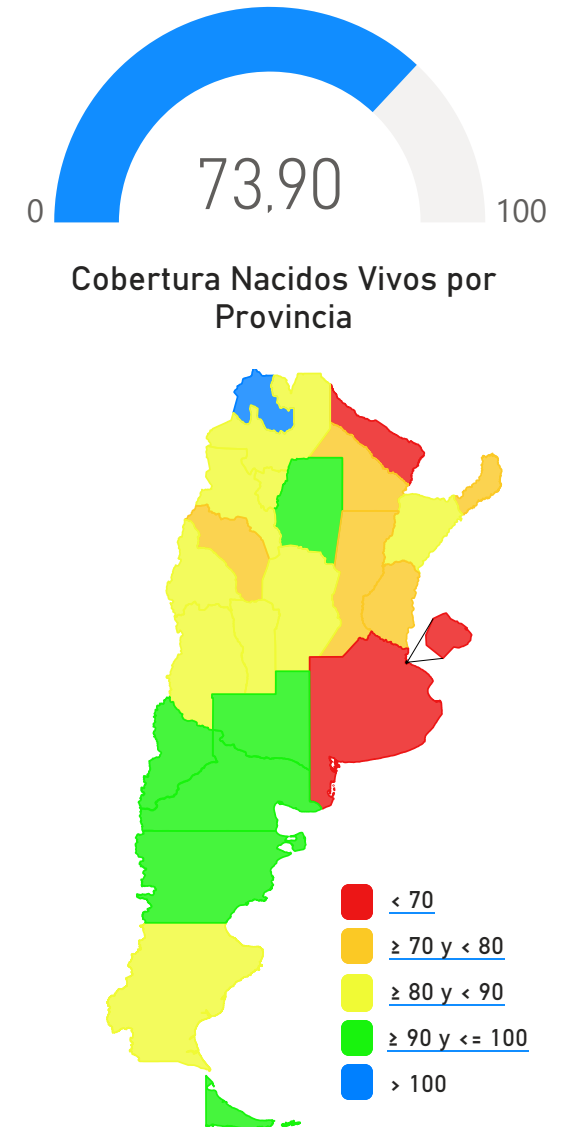 73,90
0
100
Cobertura Nacidos Vivos por
Provincia
< 70
≥ 70 y < 80
≥ 80 y < 90
≥ 90 y <= 100
> 100